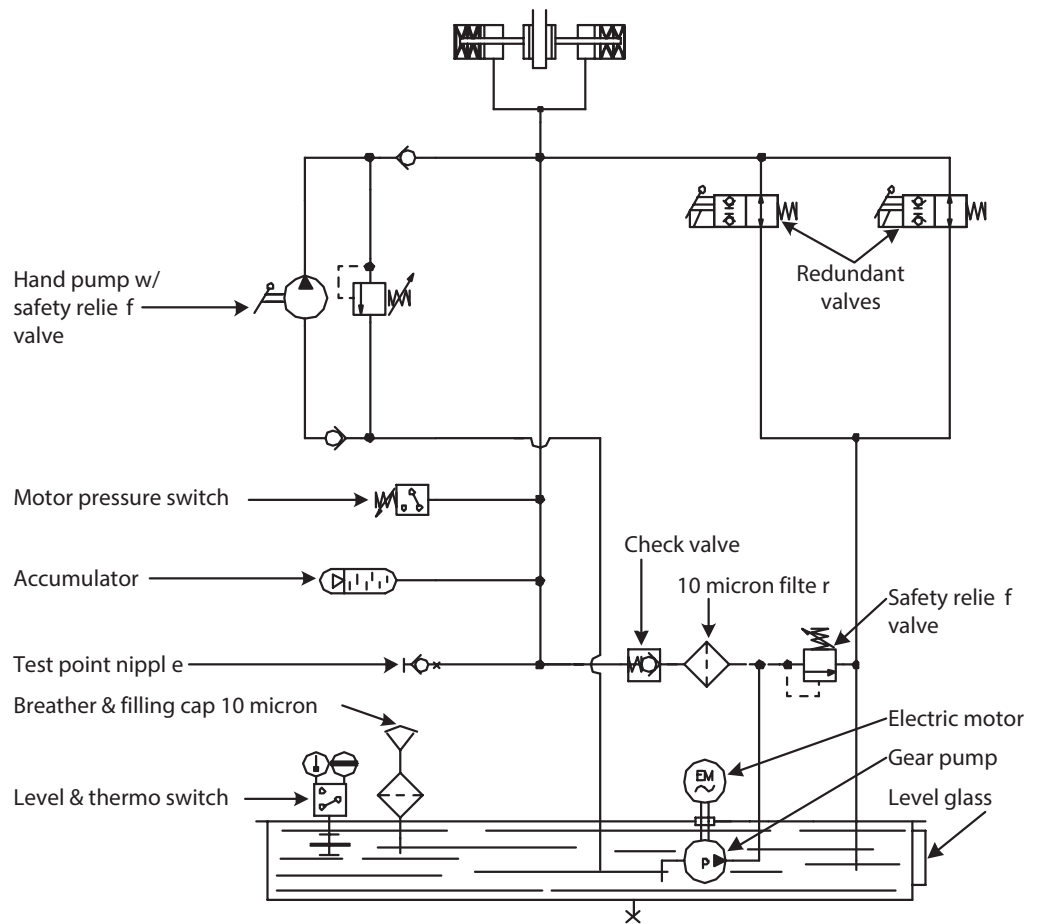 Redundant
valves
Hand pump w/
safety relie f
valve
Motor pressure switch
Check valve
Accumulator
10 micron filte r
Safety relie f
valve
Test point nippl e
Breather & filling cap 10 micron
Electric motor
Gear pump
EM
Level & thermo switch
Level glass
P